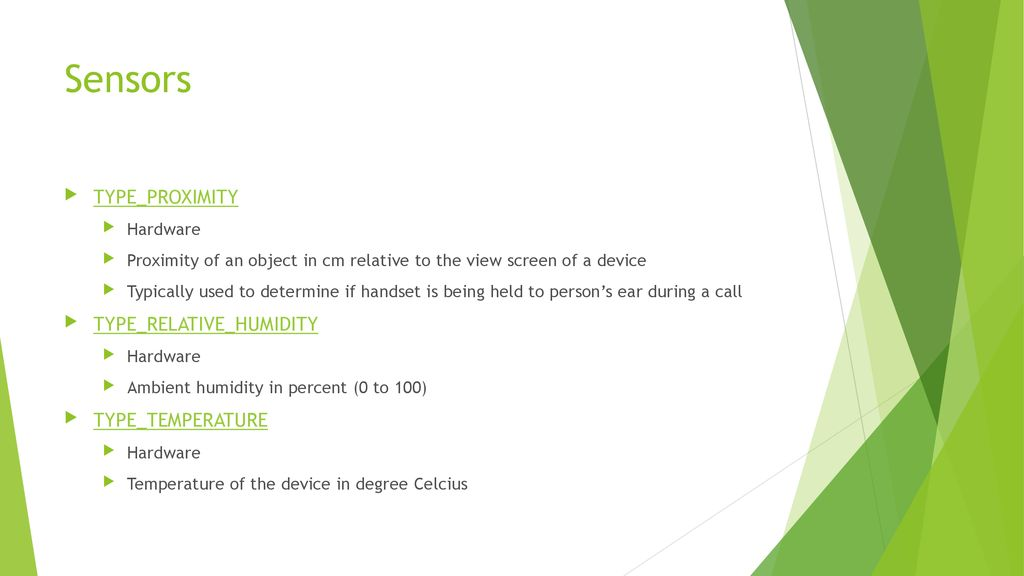 Sensors
TYPE_PROXIMITY
Hardware
Proximity of an object in cm relative to the view screen of a device
Typically used to determine if handset is being held to person’s ear during a call
TYPE_RELATIVE_HUMIDITY
Hardware
Ambient humidity in percent (0 to 100)
TYPE_TEMPERATURE
Hardware
Temperature of the device in degree Celcius